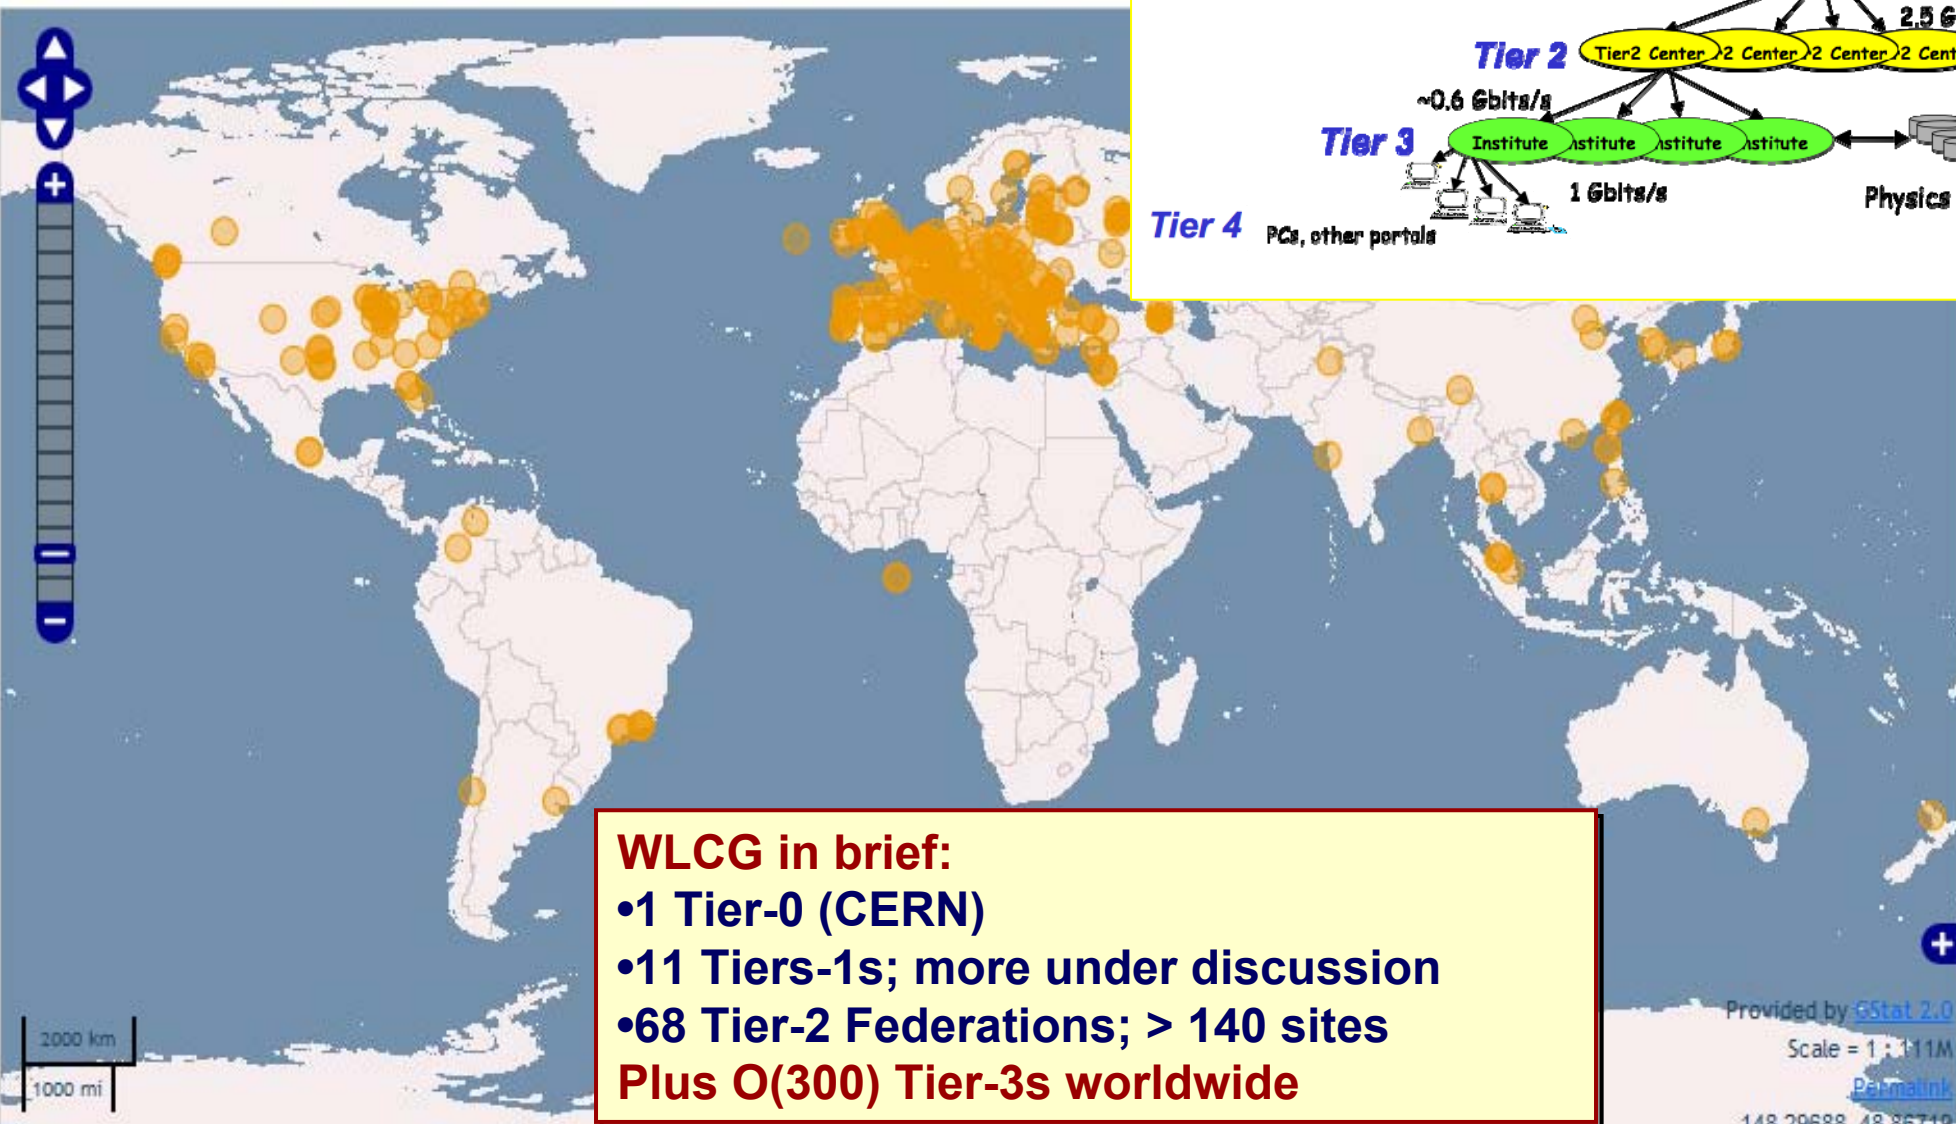 2.5 G
Tier 2
Tier2 Center 2 Center 2 Center 2 Cent
~0.6 Gbits/s
Tier 3
Institute nstitute nstitute nstitute
1 Gbits/s
Physics
Tier 4
PCs, other portals
WLCG in brief:
•1 Tier-0 (CERN)
•11 Tiers-1s; more under discussion
•68 Tier-2 Federations; > 140 sites
Plus O(300) Tier-3s worldwide
2000 km
1000 mi
Provided by GStat 2.0
Scale = 1 : 111M
Permalink